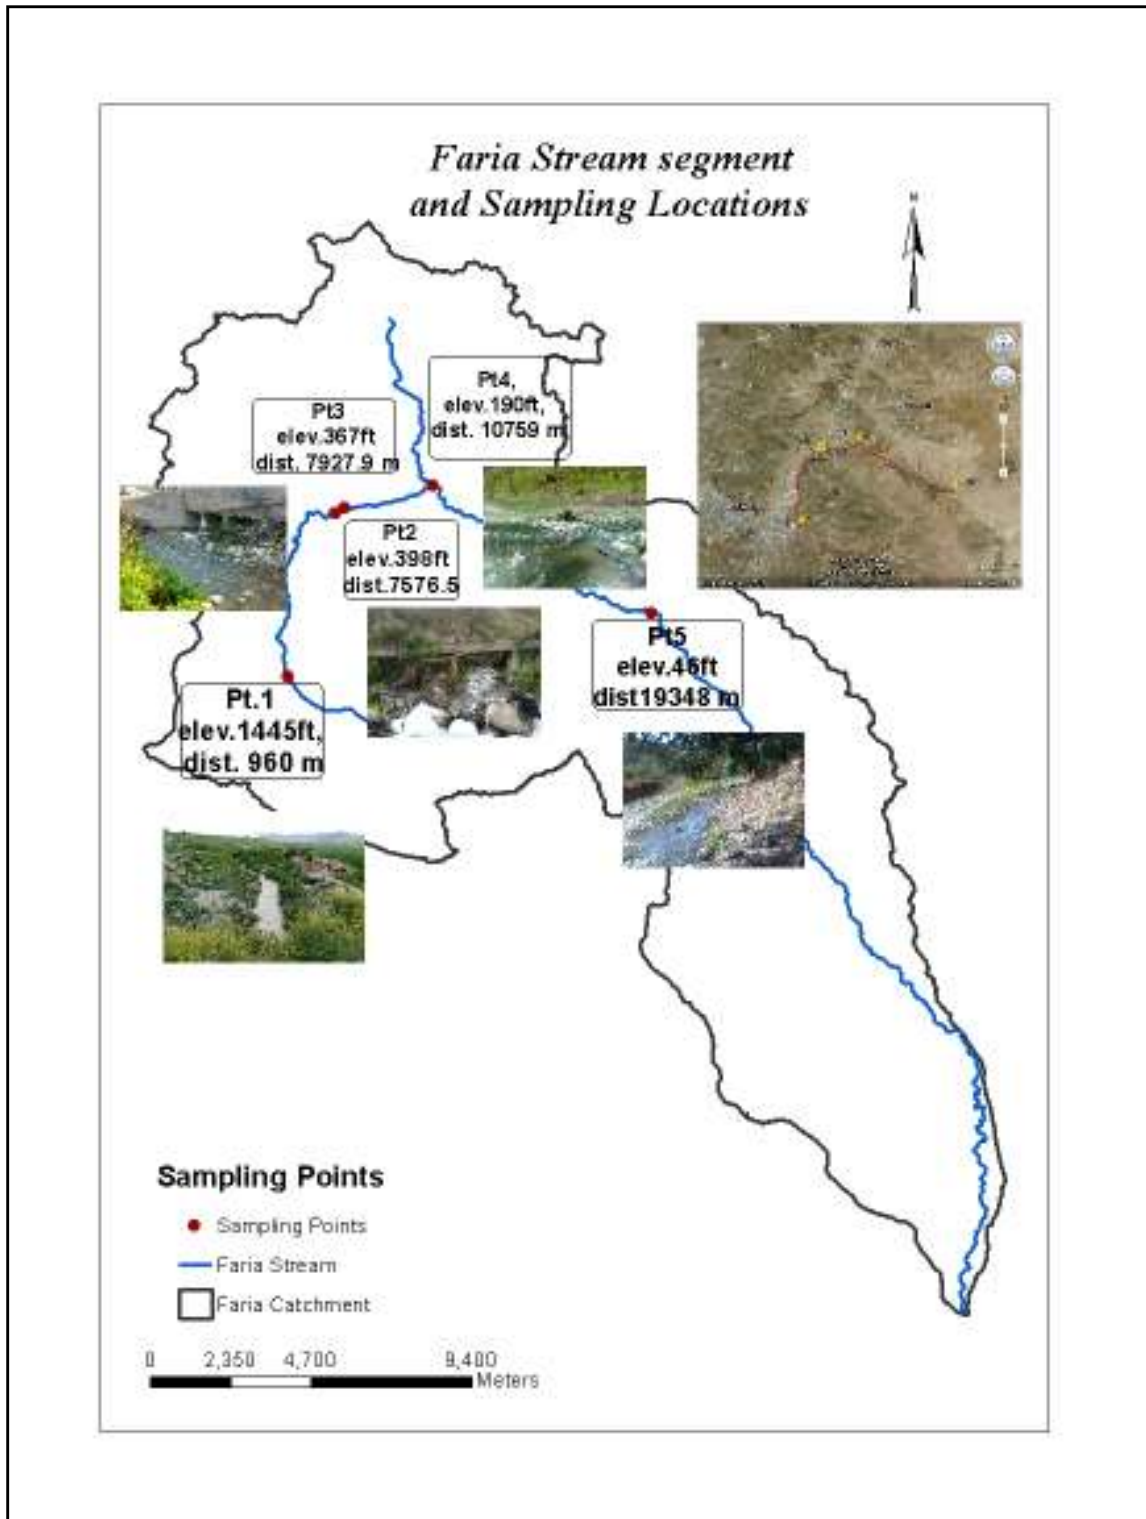 Faria Stream segment
and Sampling Locations
N
Pt4,
elev.190ft,
dist. 10759 m
Pt3
elev.367ft
dist. 7927.9 m
Pt2
elev.398ft
dist.7576.5
Pt5
elev.46ft
dist19348 m
Pt.1
elev.1445ft,
dist. 960 m
Sampling Points
Sampling Points
Faria Stream
Faria Catchment
0 2,350 4,700 9,400
Meters